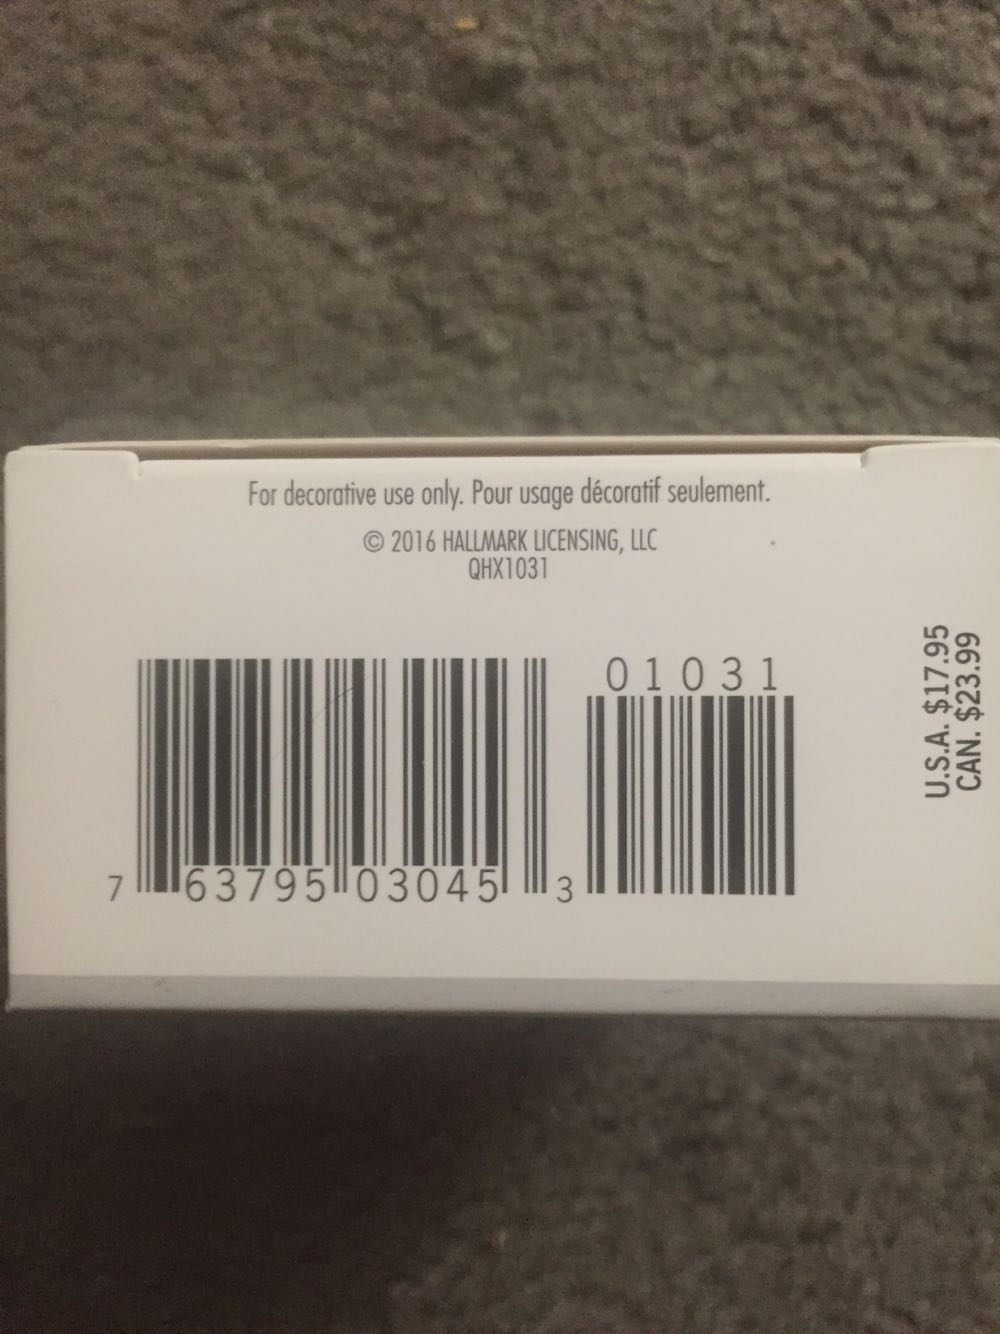 For decorative use only. Pour usage décoratif seulement.
© 2016 HALLMARK LICENSING, LLC
QHX1031
01031
7 63795 03045 3
U.S.A. $17.95
CAN. $23.99